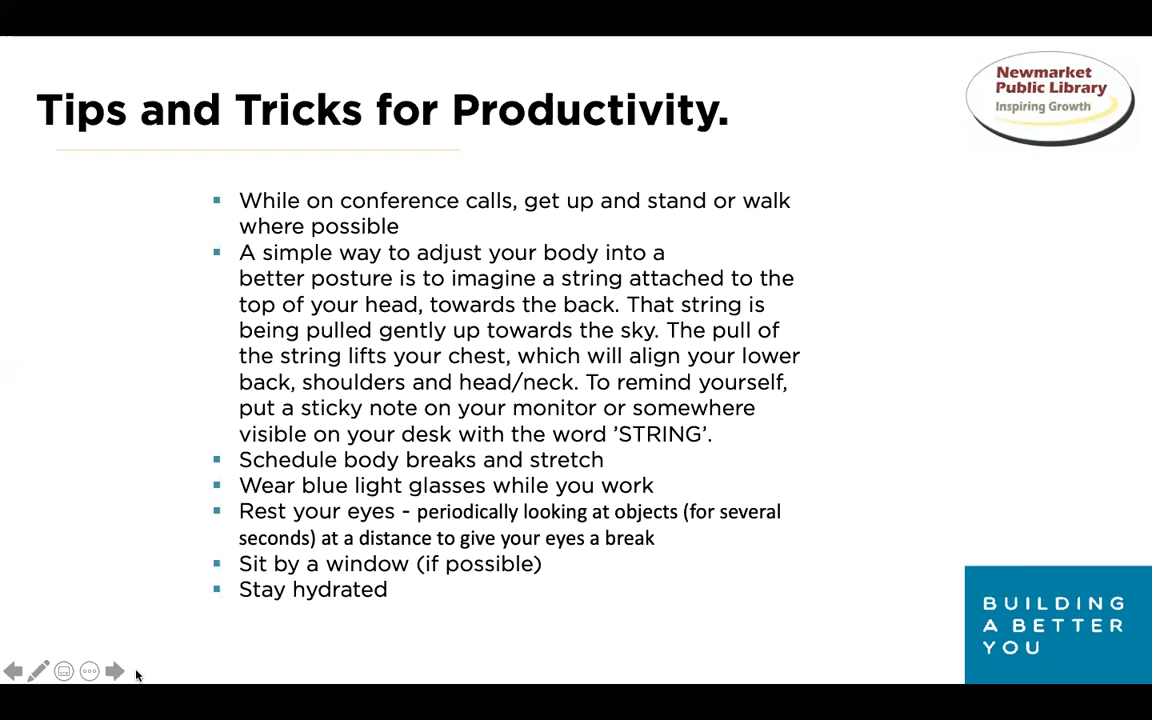 Newmarket
Public Library
Inspiring Growth
Tips and Tricks for Productivity.
▪ While on conference calls, get up and stand or walk
where possible
▪ A simple way to adjust your body into a
better posture is to imagine a string attached to the
top of your head, towards the back. That string is
being pulled gently up towards the sky. The pull of
the string lifts your chest, which will align your lower
back, shoulders and head/neck. To remind yourself,
put a sticky note on your monitor or somewhere
visible on your desk with the word ’STRING’.
▪ Schedule body breaks and stretch
▪ Wear blue light glasses while you work
▪ Rest your eyes - periodically looking at objects (for several
seconds) at a distance to give your eyes a break
▪ Sit by a window (if possible)
▪ Stay hydrated
BUILDING
A BETTER
YOU